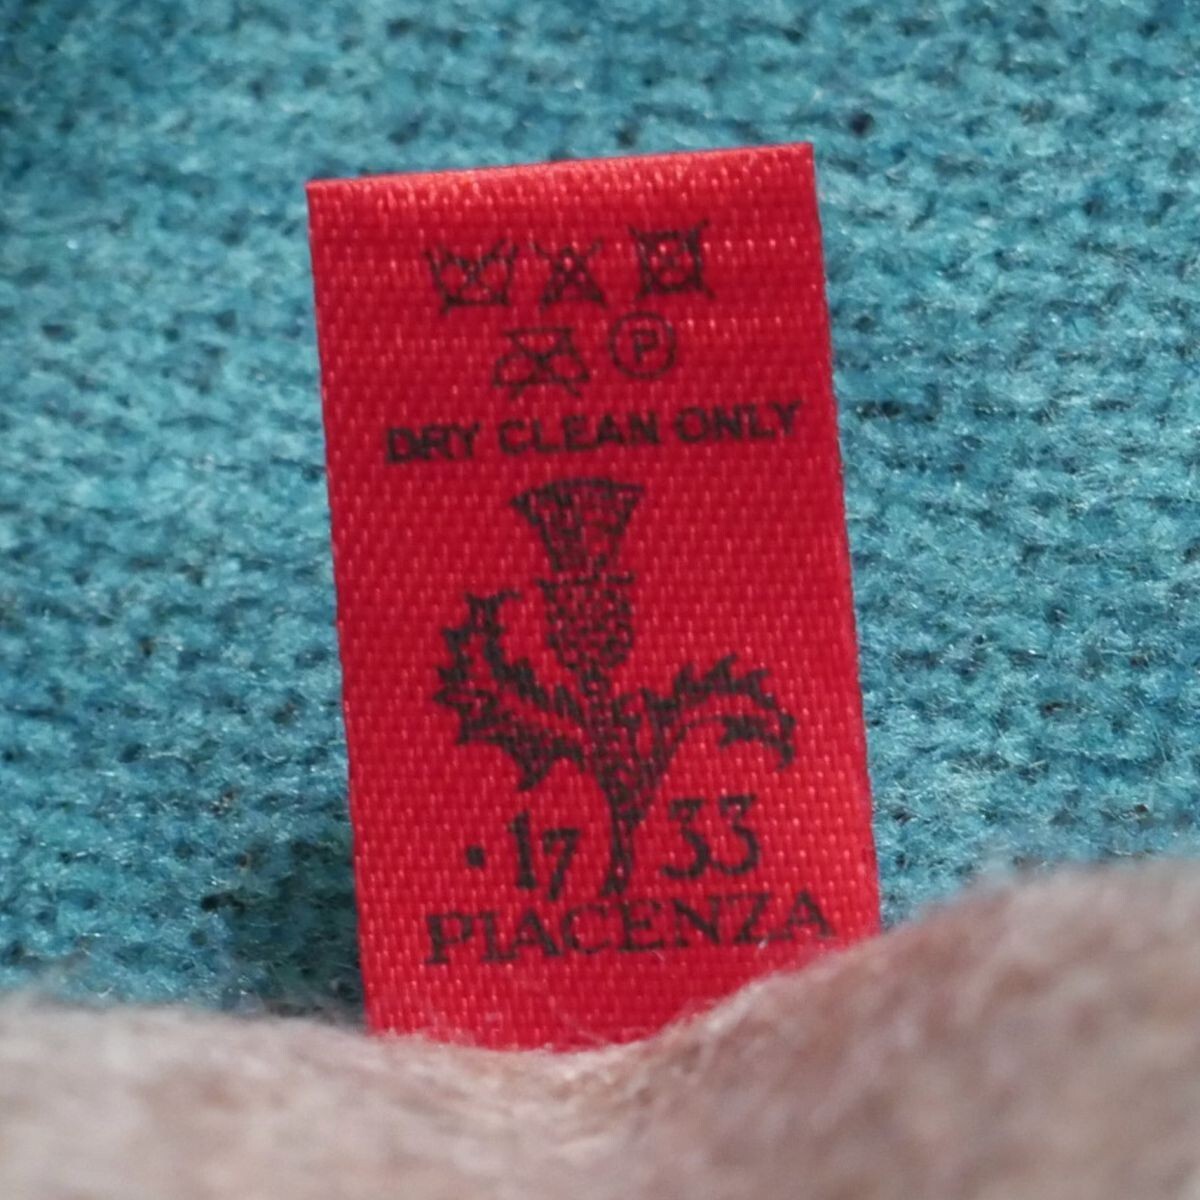 P
DRY CLEAN ONLY
· 17 33
PIACENZA